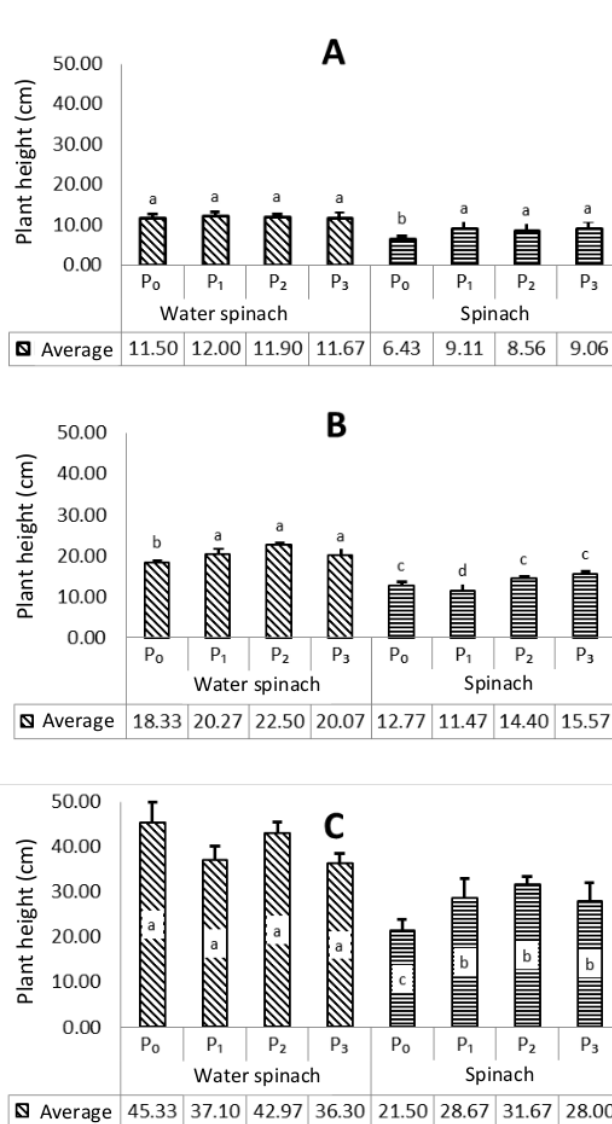 A
50.00
40.00
30.00
20.00
10.00
0.00
Plant height (cm)
a a a a b a a a
P₀ P₁ P₂ P₃ P₀ P₁ P₂ P₃
Water spinach Spinach
Average 11.50 12.00 11.90 11.67 6.43 9.11 8.56 9.06
B
50.00
40.00
30.00
20.00
10.00
0.00
Plant height (cm)
b a a a c d c c
P₀ P₁ P₂ P₃ P₀ P₁ P₂ P₃
Water spinach Spinach
Average 18.33 20.27 22.50 20.07 12.77 11.47 14.40 15.57
C
50.00
40.00
30.00
20.00
10.00
0.00
Plant height (cm)
a a a a c b b b
P₀ P₁ P₂ P₃ P₀ P₁ P₂ P₃
Water spinach Spinach
Average 45.33 37.10 42.97 36.30 21.50 28.67 31.67 28.00